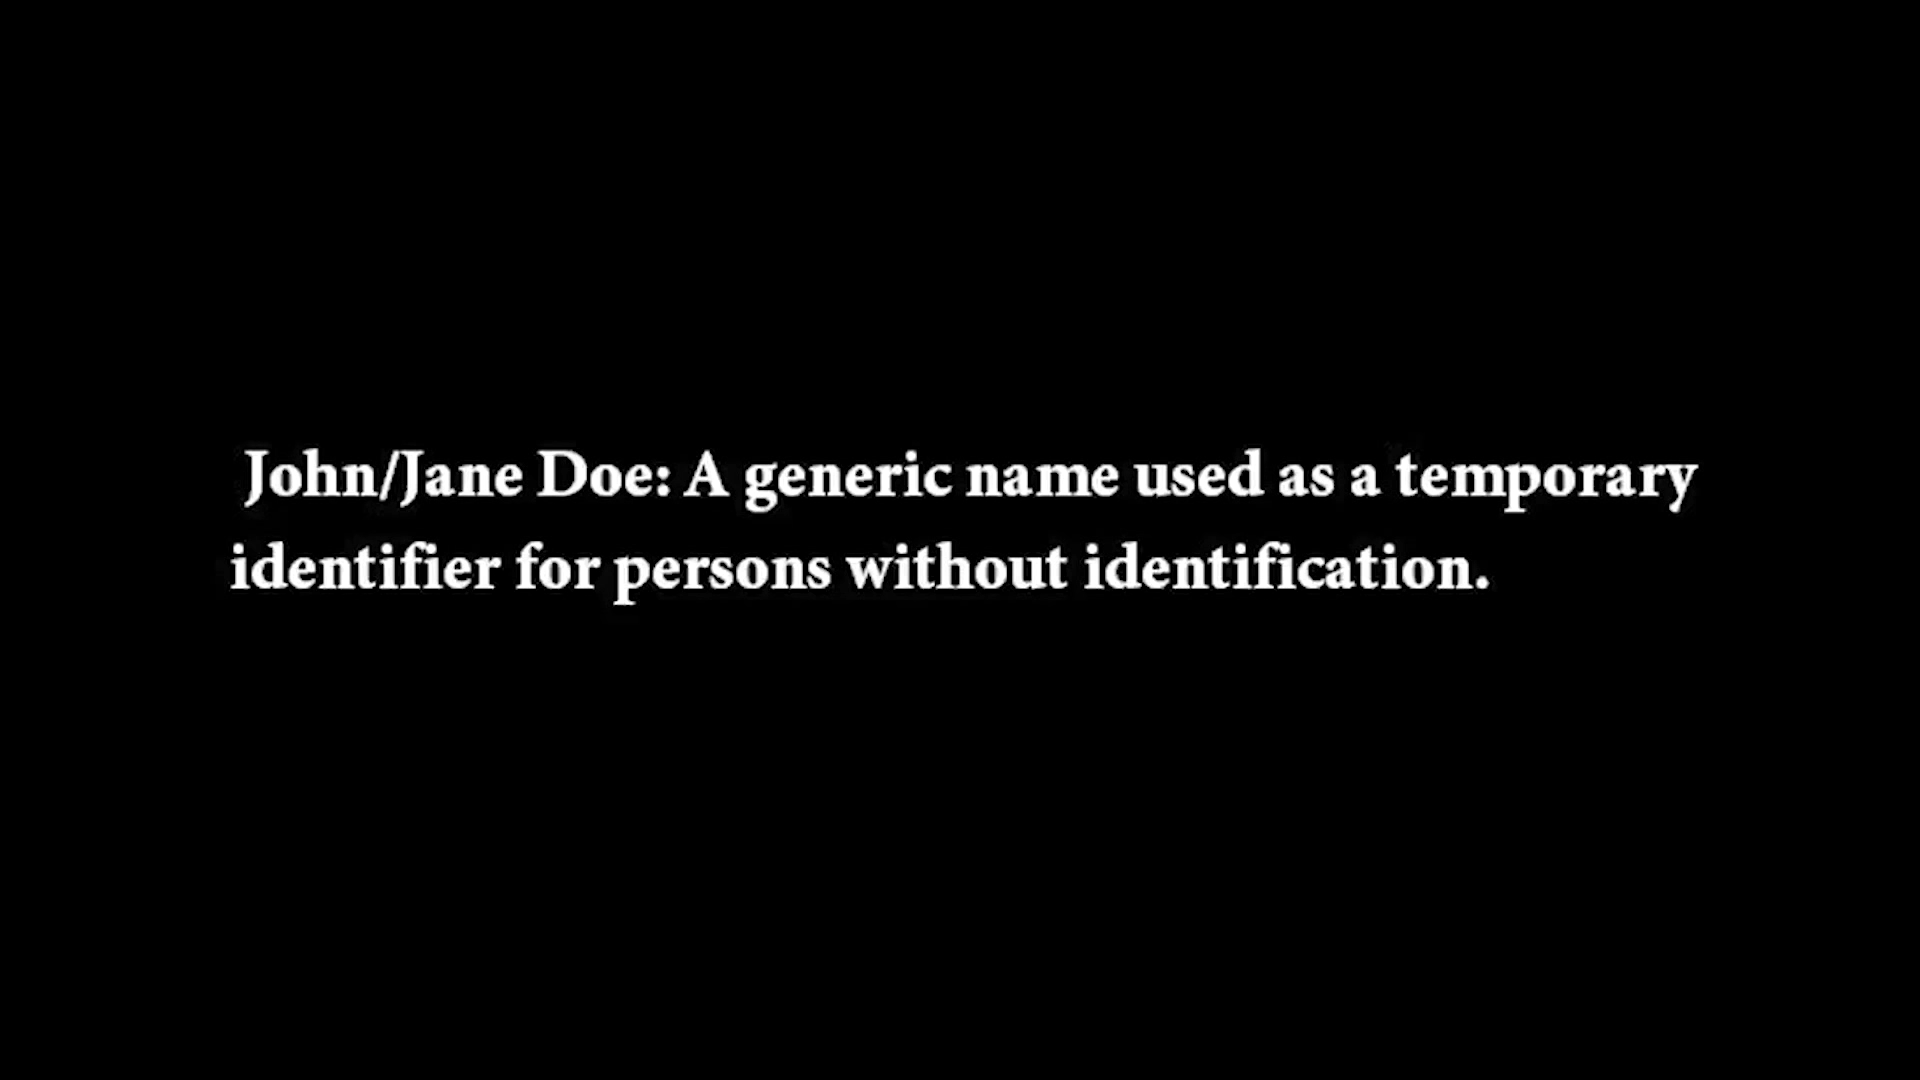 John/Jane Doe: A generic name used as a temporary
identifier for persons without identification.